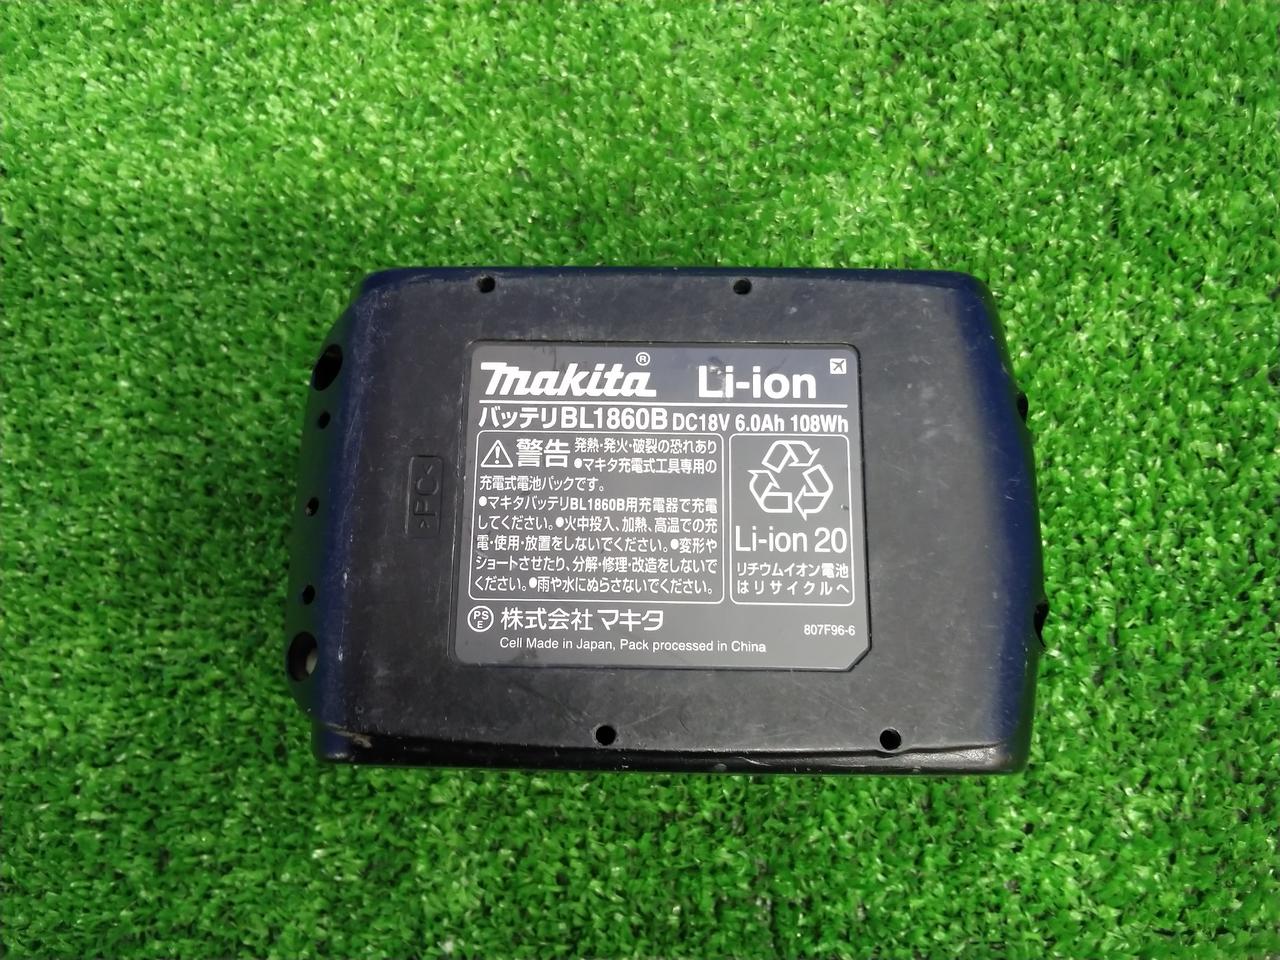 makita® Li-ion
バッテリBL1860B DC18V 6.0Ah 108Wh
警告 発熱・発火・破裂の恐れあり
●マキタ充電式工具専用の
充電式電池パックです。
●マキタバッテリBL1860B用充電器で充電
してください。●火中投入、加熱、高温での充
電・使用・放置をしないでください。●変形や
ショートさせたり、分解・修理・改造をしないで
ください。●雨や水にぬらさないでください。
Li-ion 20
リチウムイオン電池
はリサイクルへ
PSE 株式会社マキタ
807F96-6
Cell Made in Japan, Pack processed in China
>PC<